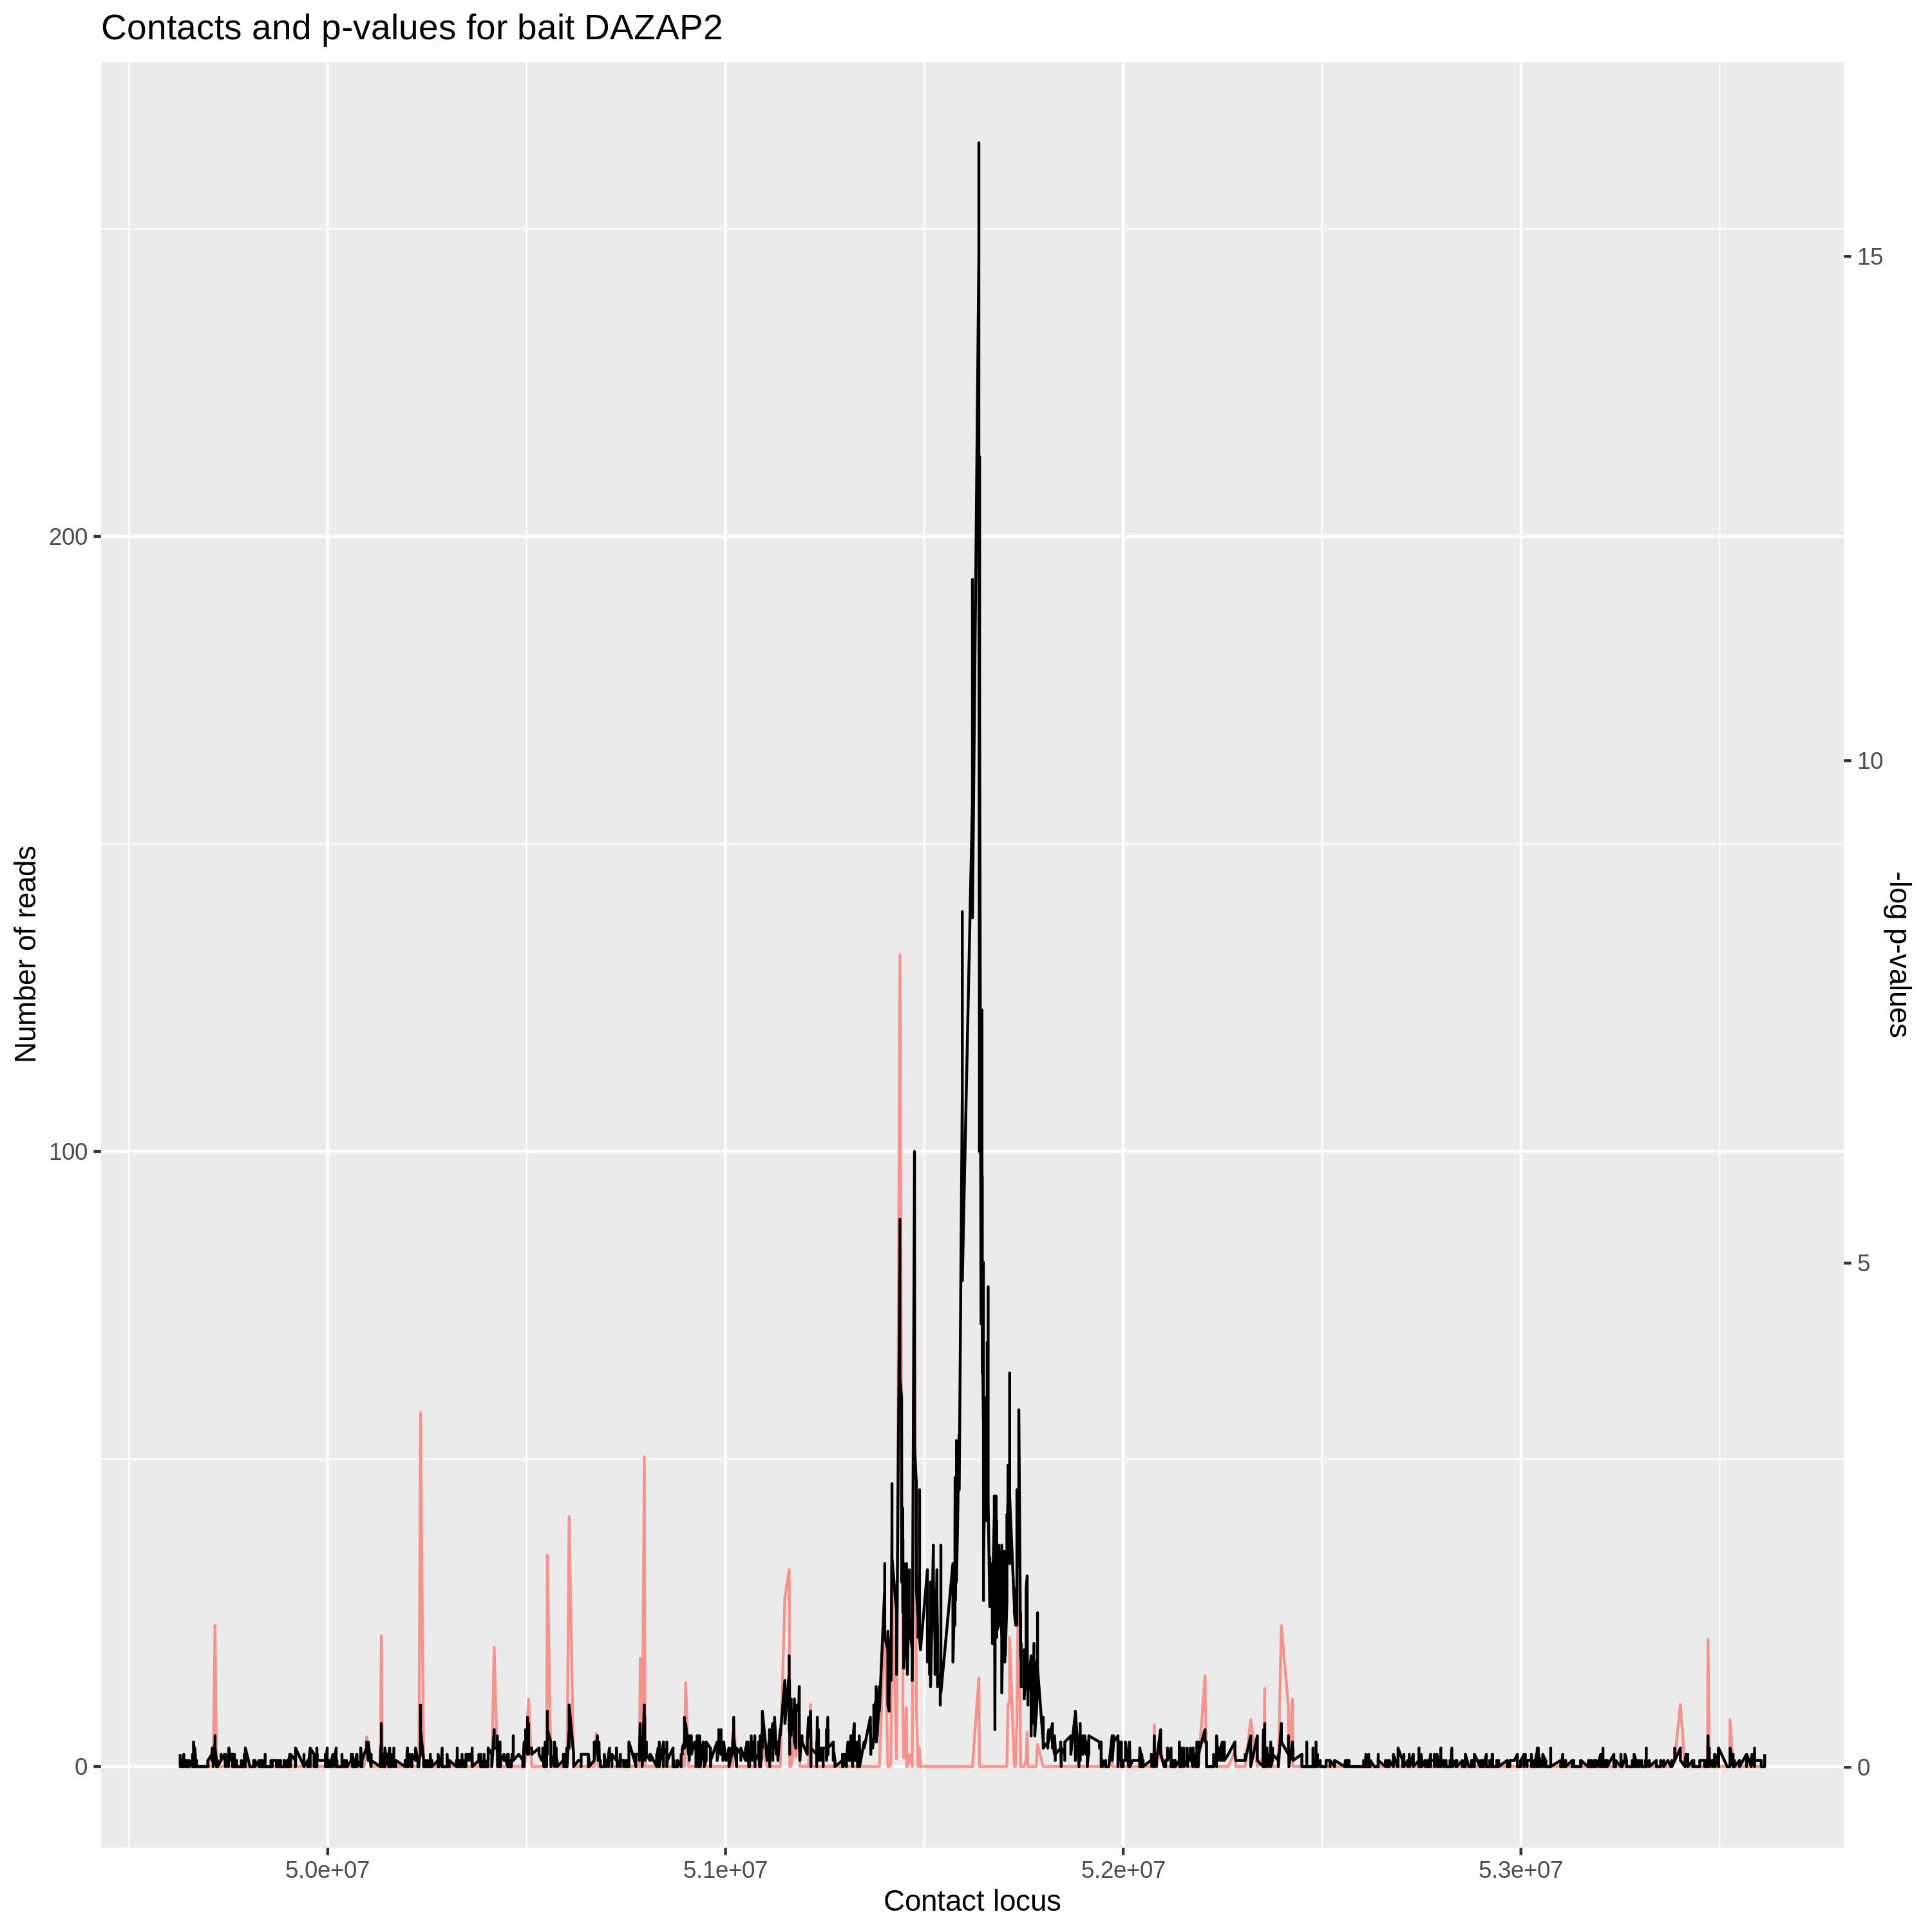 Contacts and p-values for bait DAZAP2
Number of reads
200
100
0
15
10
5
0
-log p-values
5.0e+07
5.1e+07
5.2e+07
5.3e+07
Contact locus